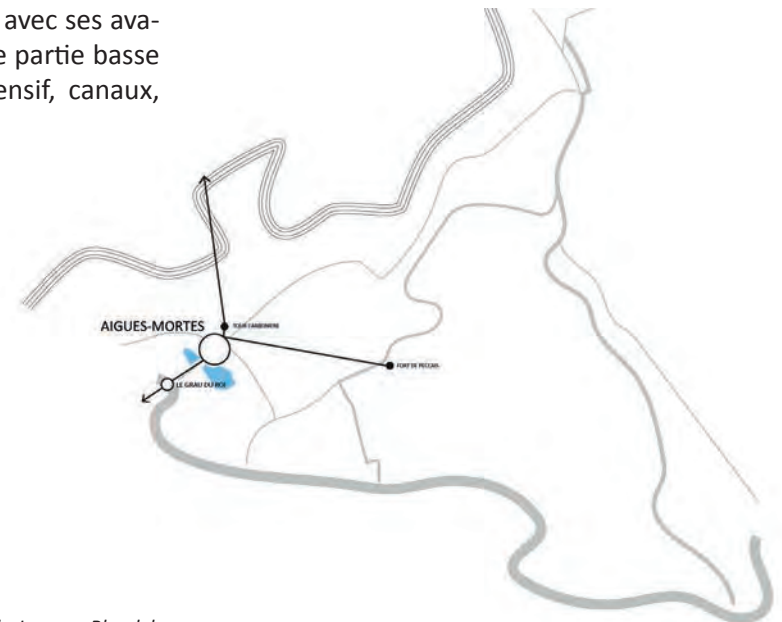 avec ses ava-
e partie basse
ensif, canaux,
AIGUES-MORTES
TOUR CARBONNIERE
FORT DE PECCAIS
LE GRAU DU ROI